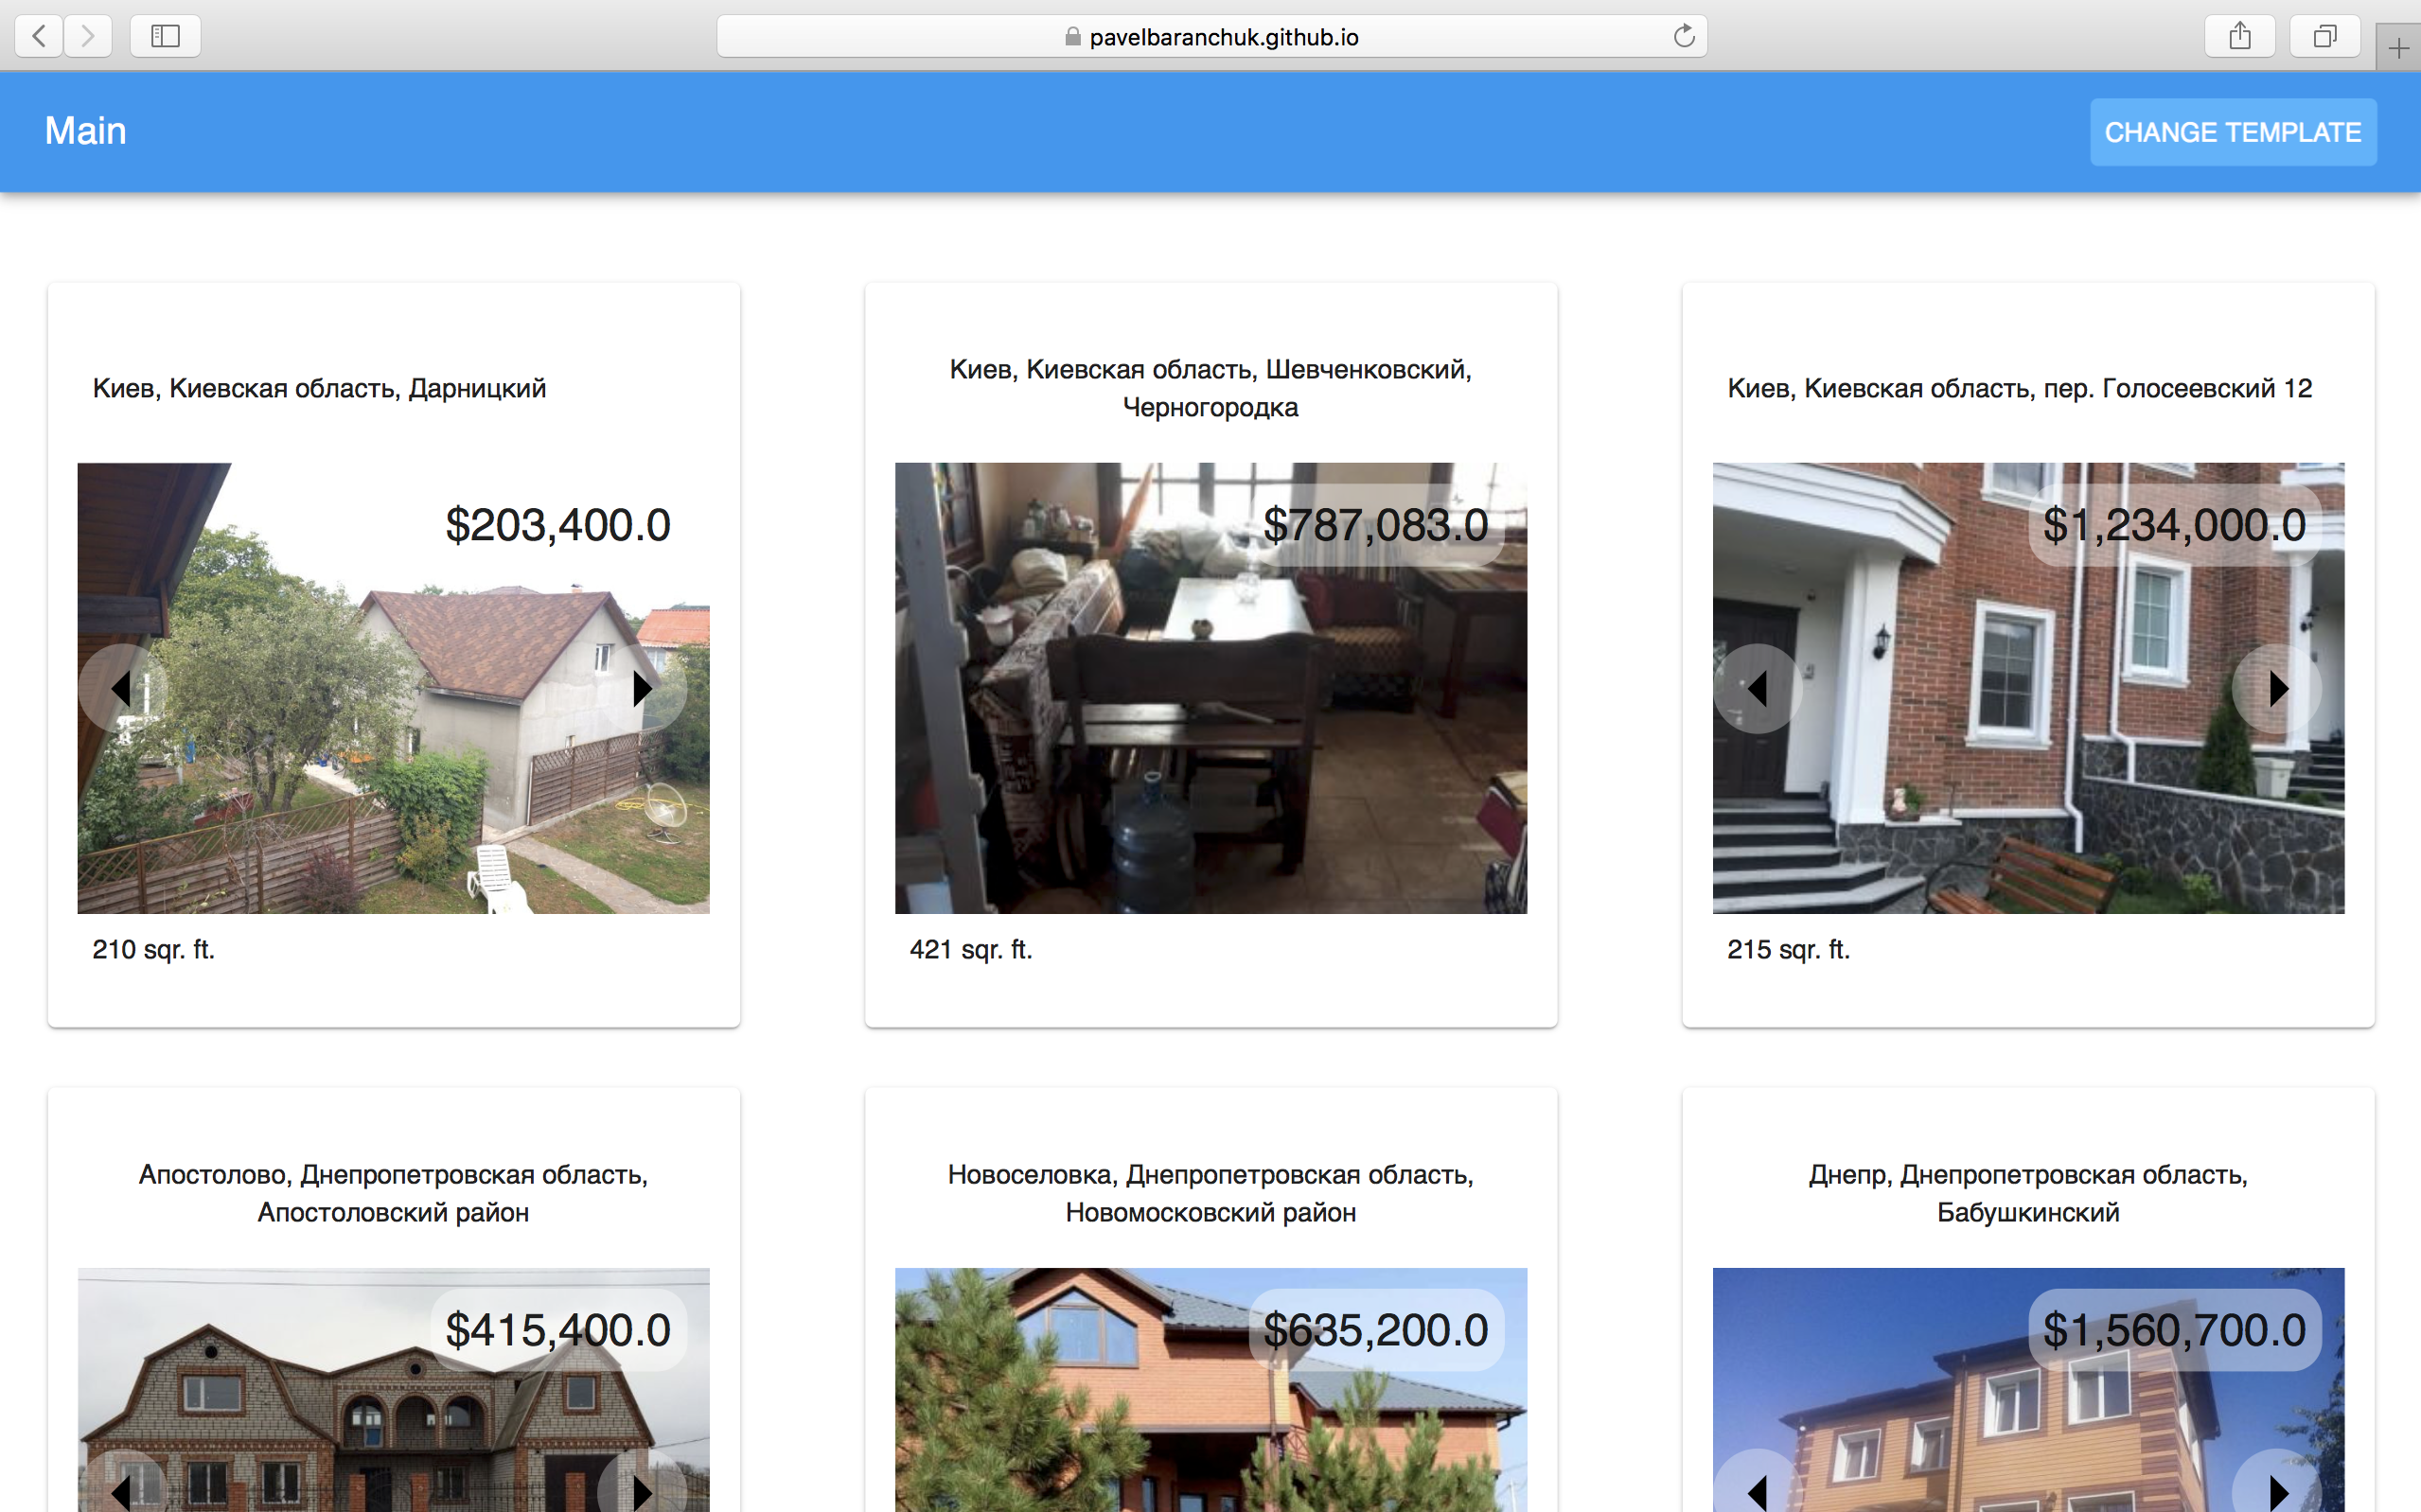 pavelbaranchuk.github.io
Main
CHANGE TEMPLATE
Киев, Киевская область, Дарницкий
$203,400.0
210 sqr. ft.
Киев, Киевская область, Шевченковский,
Черногородка
$787,083.0
421 sqr. ft.
Киев, Киевская область, пер. Голосеевский 12
$1,234,000.0
215 sqr. ft.
Апостолово, Днепропетровская область,
Апостоловский район
$415,400.0
Новоселовка, Днепропетровская область,
Новомосковский район
$635,200.0
Днепр, Днепропетровская область,
Бабушкинский
$1,560,700.0